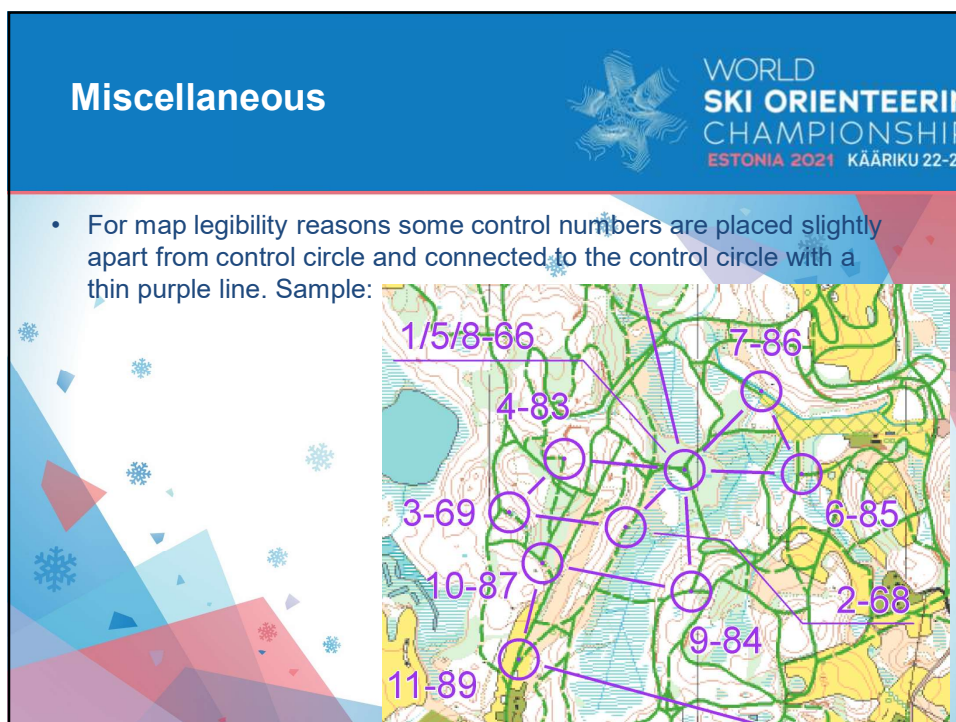 Miscellaneous
WORLD
SKI ORIENTEERIN
CHAMPIONSHIP
ESTONIA 2021 KÄÄRIKU 22-2
• For map legibility reasons some control numbers are placed slightly
apart from control circle and connected to the control circle with a
thin purple line. Sample:
1/5/8-66
7-86
4-83
3-69
6-85
10-87
2-68
9-84
11-89